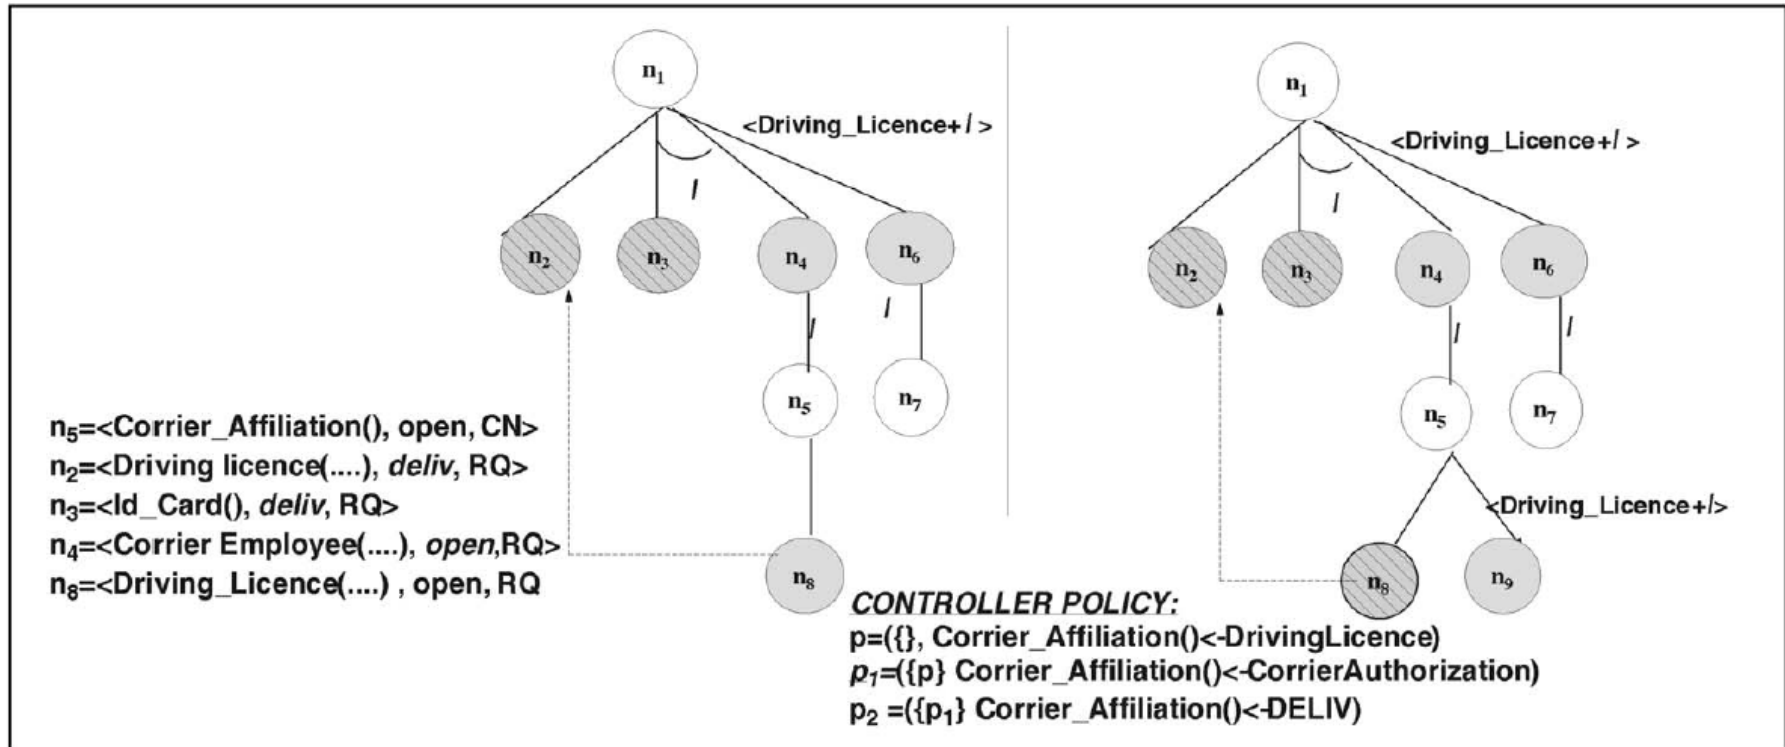 n1
<Driving_Licence+l >
l
n2
n3
n4
n6
l
l
n5
n7
n8
n5=<Corrier_Affiliation(), open, CN>
n2=<Driving licence(....), deliv, RQ>
n3=<Id_Card(), deliv, RQ>
n4=<Corrier Employee(....), open,RQ>
n8=<Driving_Licence(....) , open, RQ
n1
<Driving_Licence+l >
l
n2
n3
n4
n6
l
l
n5
n7
<Driving_Licence+l>
n8
n9
CONTROLLER POLICY:
p=({}, Corrier_Affiliation()<-DrivingLicence)
p1=({p} Corrier_Affiliation()<-CorrierAuthorization)
p2 =({p1} Corrier_Affiliation()<-DELIV)